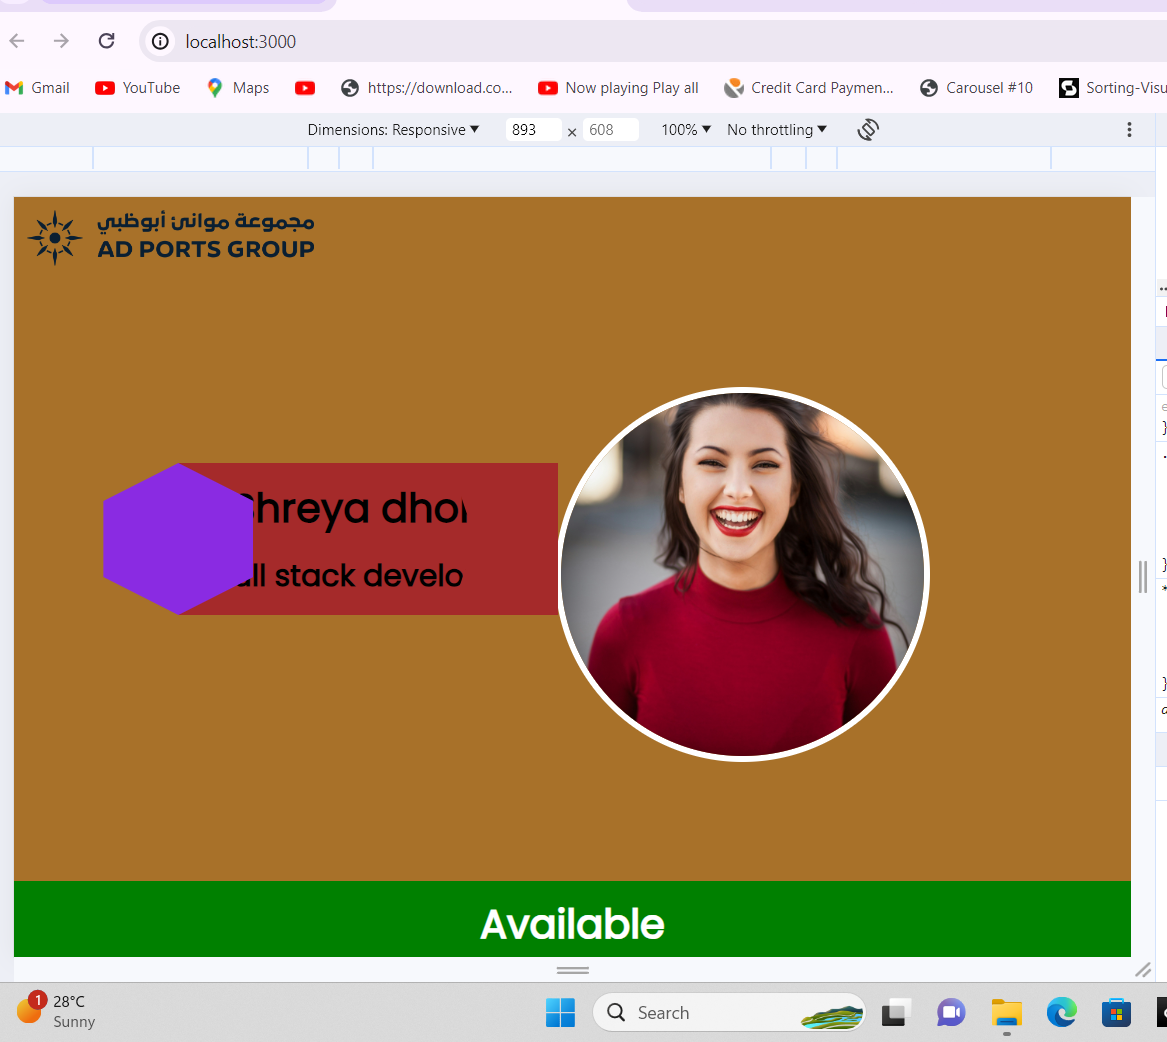 localhost:3000
Gmail YouTube Maps https://download.co... Now playing Play all Credit Card Paymen... Carousel #10 Sorting-Visu
Dimensions: Responsive ▼ 893 × 608 100% ▼ No throttling ▼
مجموعة موانئ أبوظبي
AD PORTS GROUP
hreya dho
ll stack develo
Available
1 28°C
Sunny
Search